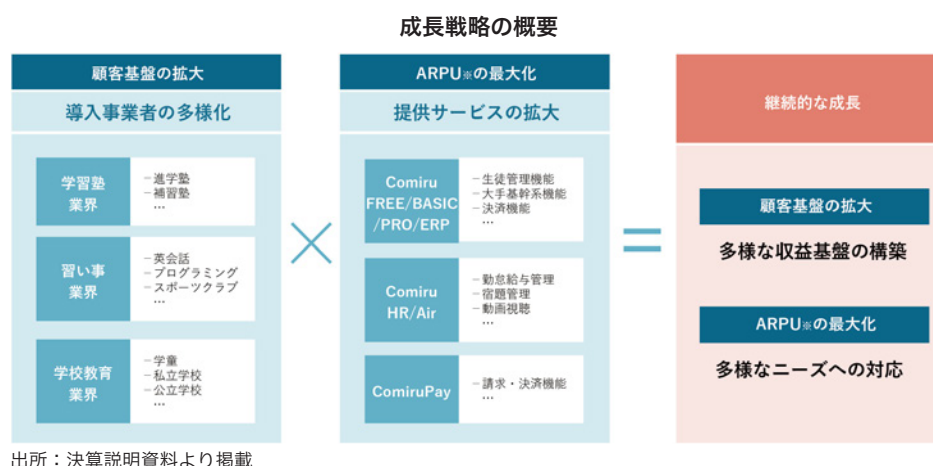 成長戦略の概要
顧客基盤の拡大
導入事業者の多様化
学習塾
業界
－進学塾
－補習塾
…
習い事
業界
－英会話
－プログラミング
－スポーツクラブ
…
学校教育
業界
－学童
－私立学校
－公立学校
…
ARPU※の最大化
提供サービスの拡大
Comiru
FREE/BASIC
/PRO/ERP
－生徒管理機能
－大手基幹系機能
－決済機能
…
Comiru
HR/Air
－勤怠給与管理
－宿題管理
－動画視聴
…
ComiruPay
－請求・決済機能
…
継続的な成長
顧客基盤の拡大
多様な収益基盤の構築
ARPU※の最大化
多様なニーズへの対応
出所：決算説明資料より掲載